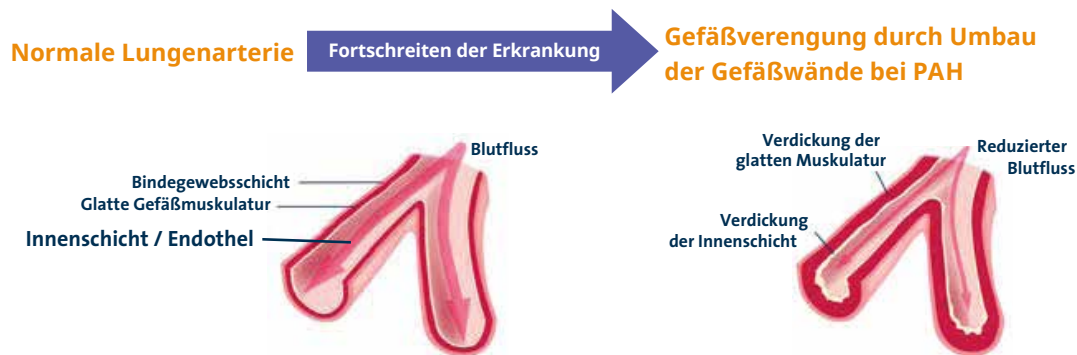 Normale Lungenarterie
Fortschreiten der Erkrankung
Gefäßverengung durch Umbau
der Gefäßwände bei PAH
Blutfluss
Bindegewebsschicht
Glatte Gefäßmuskulatur
Innenschicht / Endothel
Verdickung der
glatten Muskulatur
Reduzierter
Blutfluss
Verdickung
der Innenschicht